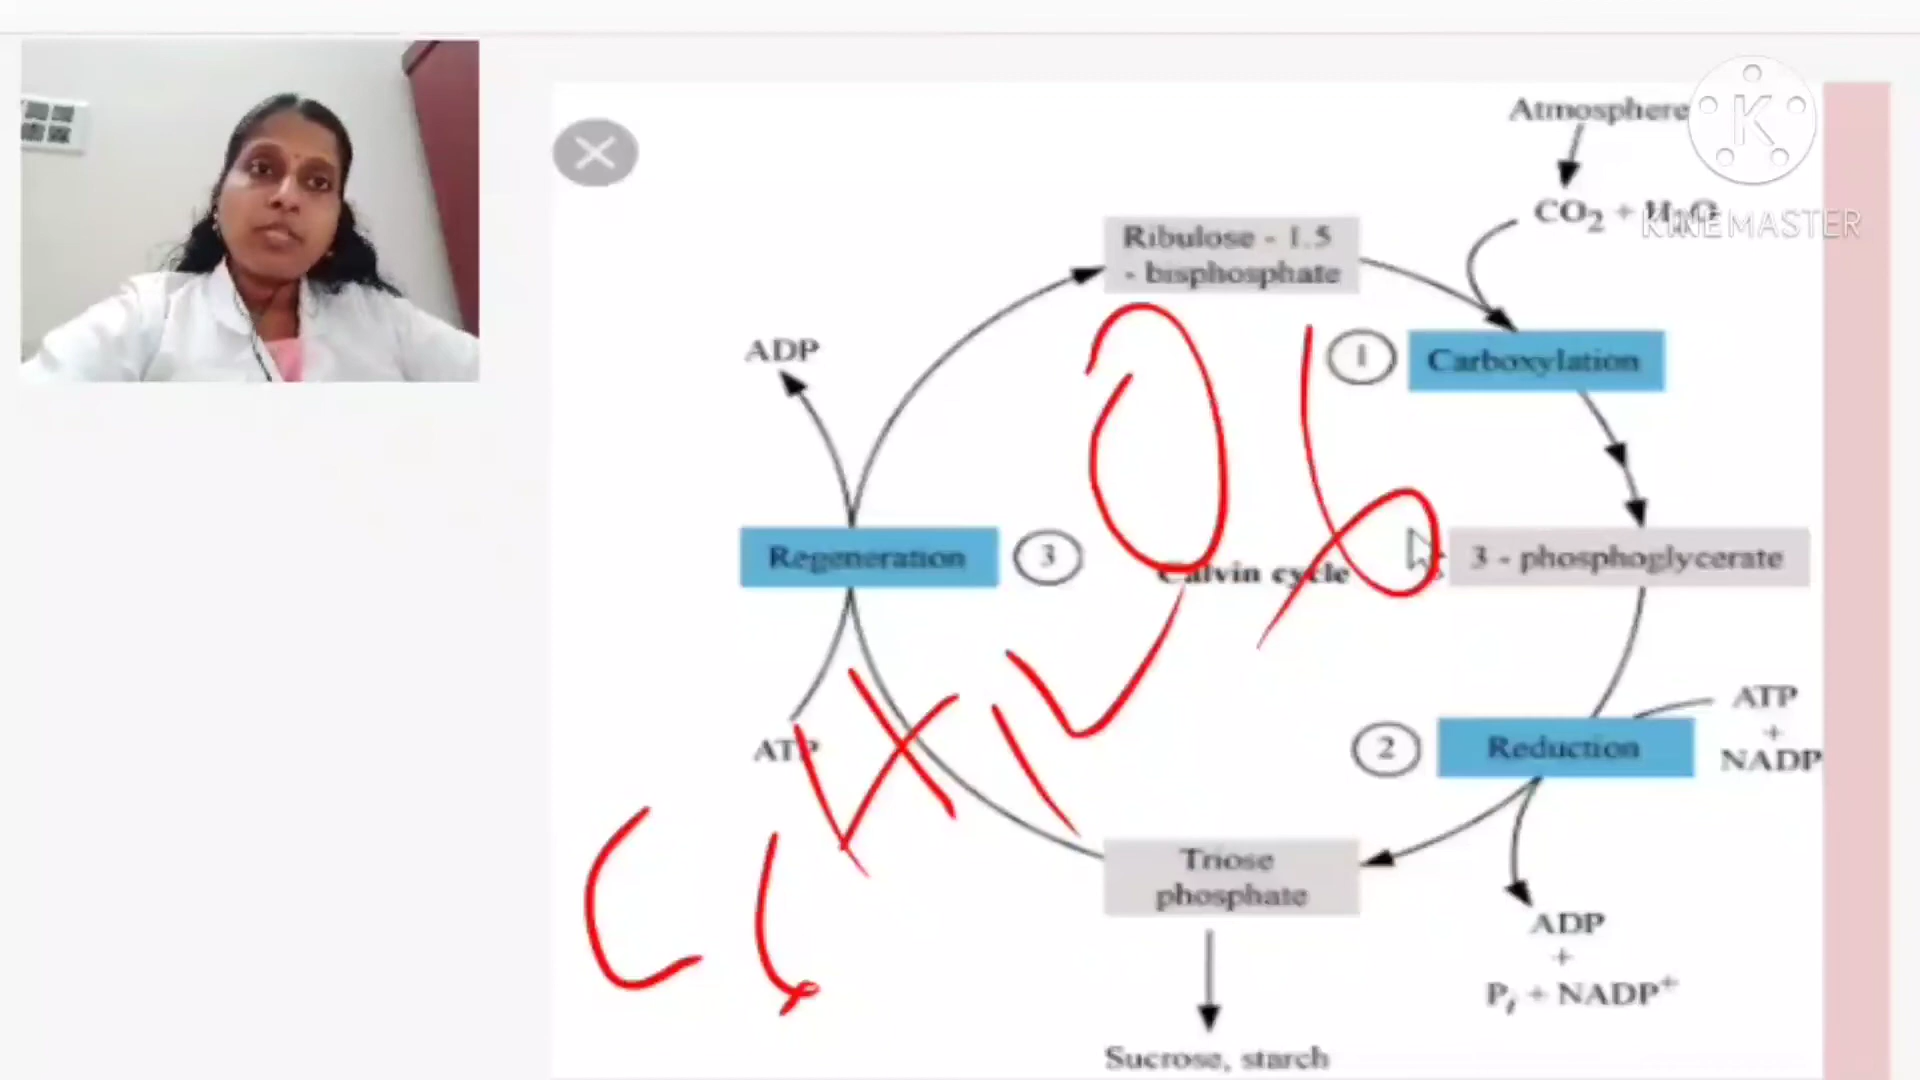 Atmosphere
K
CO₂ + H₂O
KINEMASTER
Ribulose - 1.5
- bisphosphate
ADP
1
Carboxylation
Regeneration
3
Calvin cycle
3 - phosphoglycerate
ATP
+
NADP
2
Reduction
ATP
C6H12O6
Triose
phosphate
ADP
+
Pi + NADP⁺
Sucrose, starch